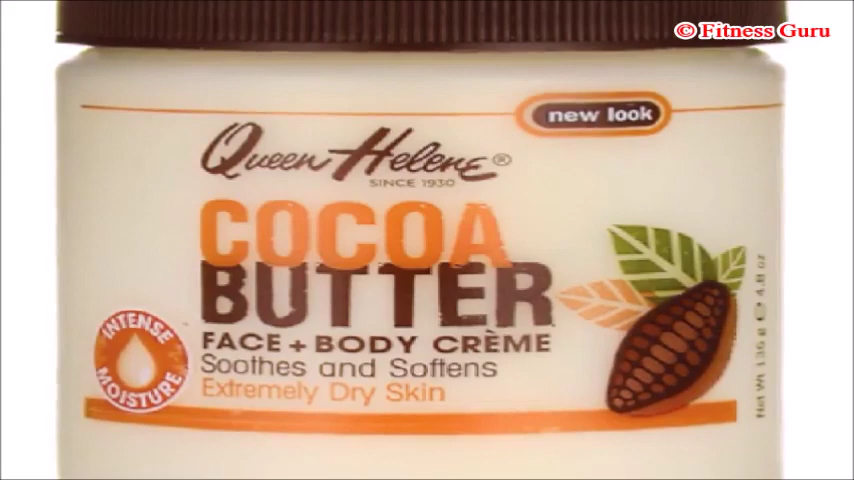 © Fitness Guru
new look
Queen Helene®
SINCE 1930
COCOA
BUTTER
FACE + BODY CRÈME
Soothes and Softens
Extremely Dry Skin
INTENSE
MOISTURE
Net Wt 136 g e 4.8 oz